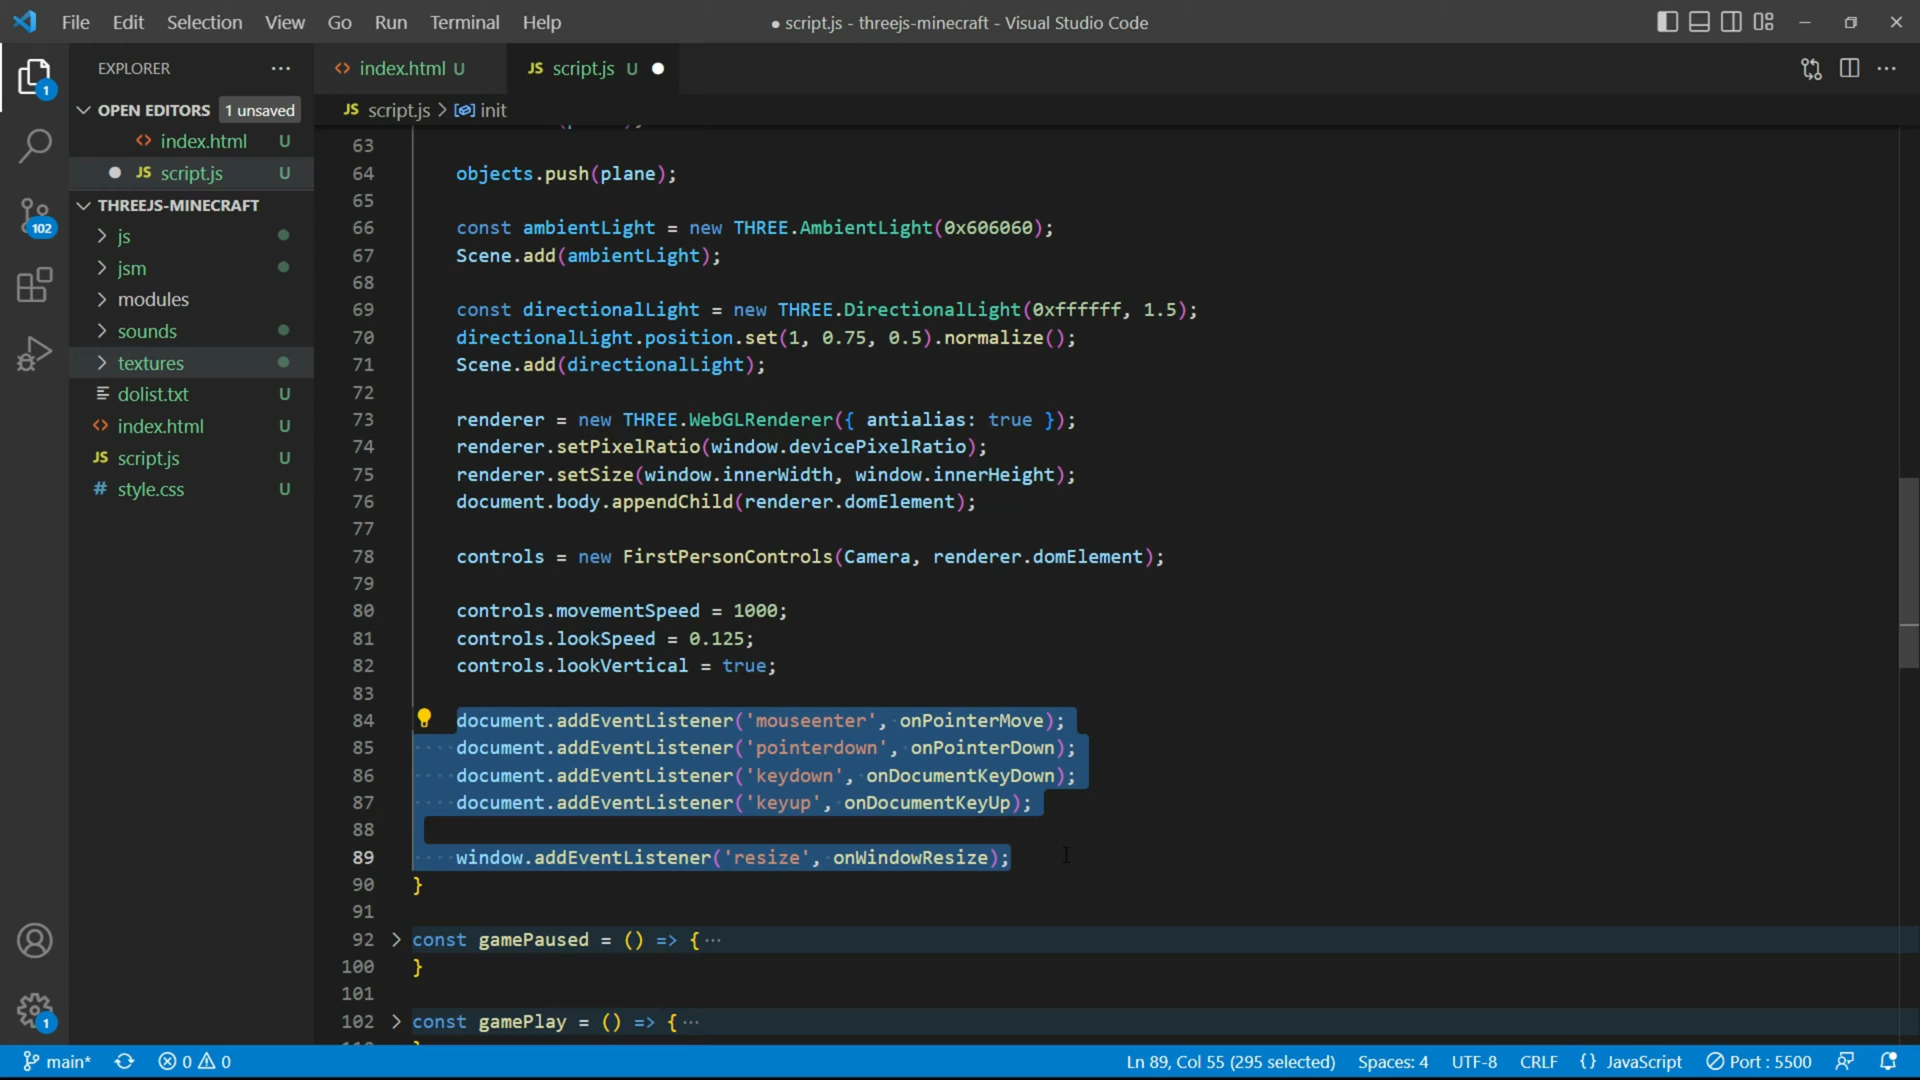 File Edit Selection View Go Run Terminal Help
● script.js - threejs-minecraft - Visual Studio Code
EXPLORER ···
OPEN EDITORS 1 unsaved
<> index.html U
● JS script.js U
THREEJS-MINECRAFT
> js
> jsm
> modules
> sounds
> textures
dolist.txt U
<> index.html U
JS script.js U
# style.css U
1
102
1
<> index.html U
JS script.js U ●
JS script.js > init
63
64 objects.push(plane);
65
66 const ambientLight = new THREE.AmbientLight(0x606060);
67 Scene.add(ambientLight);
68
69 const directionalLight = new THREE.DirectionalLight(0xffffff, 1.5);
70 directionalLight.position.set(1, 0.75, 0.5).normalize();
71 Scene.add(directionalLight);
72
73 renderer = new THREE.WebGLRenderer({ antialias: true });
74 renderer.setPixelRatio(window.devicePixelRatio);
75 renderer.setSize(window.innerWidth, window.innerHeight);
76 document.body.appendChild(renderer.domElement);
77
78 controls = new FirstPersonControls(Camera, renderer.domElement);
79
80 controls.movementSpeed = 1000;
81 controls.lookSpeed = 0.125;
82 controls.lookVertical = true;
83
84 document.addEventListener('mouseenter', onPointerMove);
85 document.addEventListener('pointerdown', onPointerDown);
86 document.addEventListener('keydown', onDocumentKeyDown);
87 document.addEventListener('keyup', onDocumentKeyUp);
88
89 window.addEventListener('resize', onWindowResize);
90 }
91
92 > const gamePaused = () => { ···
100 }
101
102 > const gamePlay = () => { ···
main* 0 0
Ln 89, Col 55 (295 selected) Spaces: 4 UTF-8 CRLF {} JavaScript Port : 5500